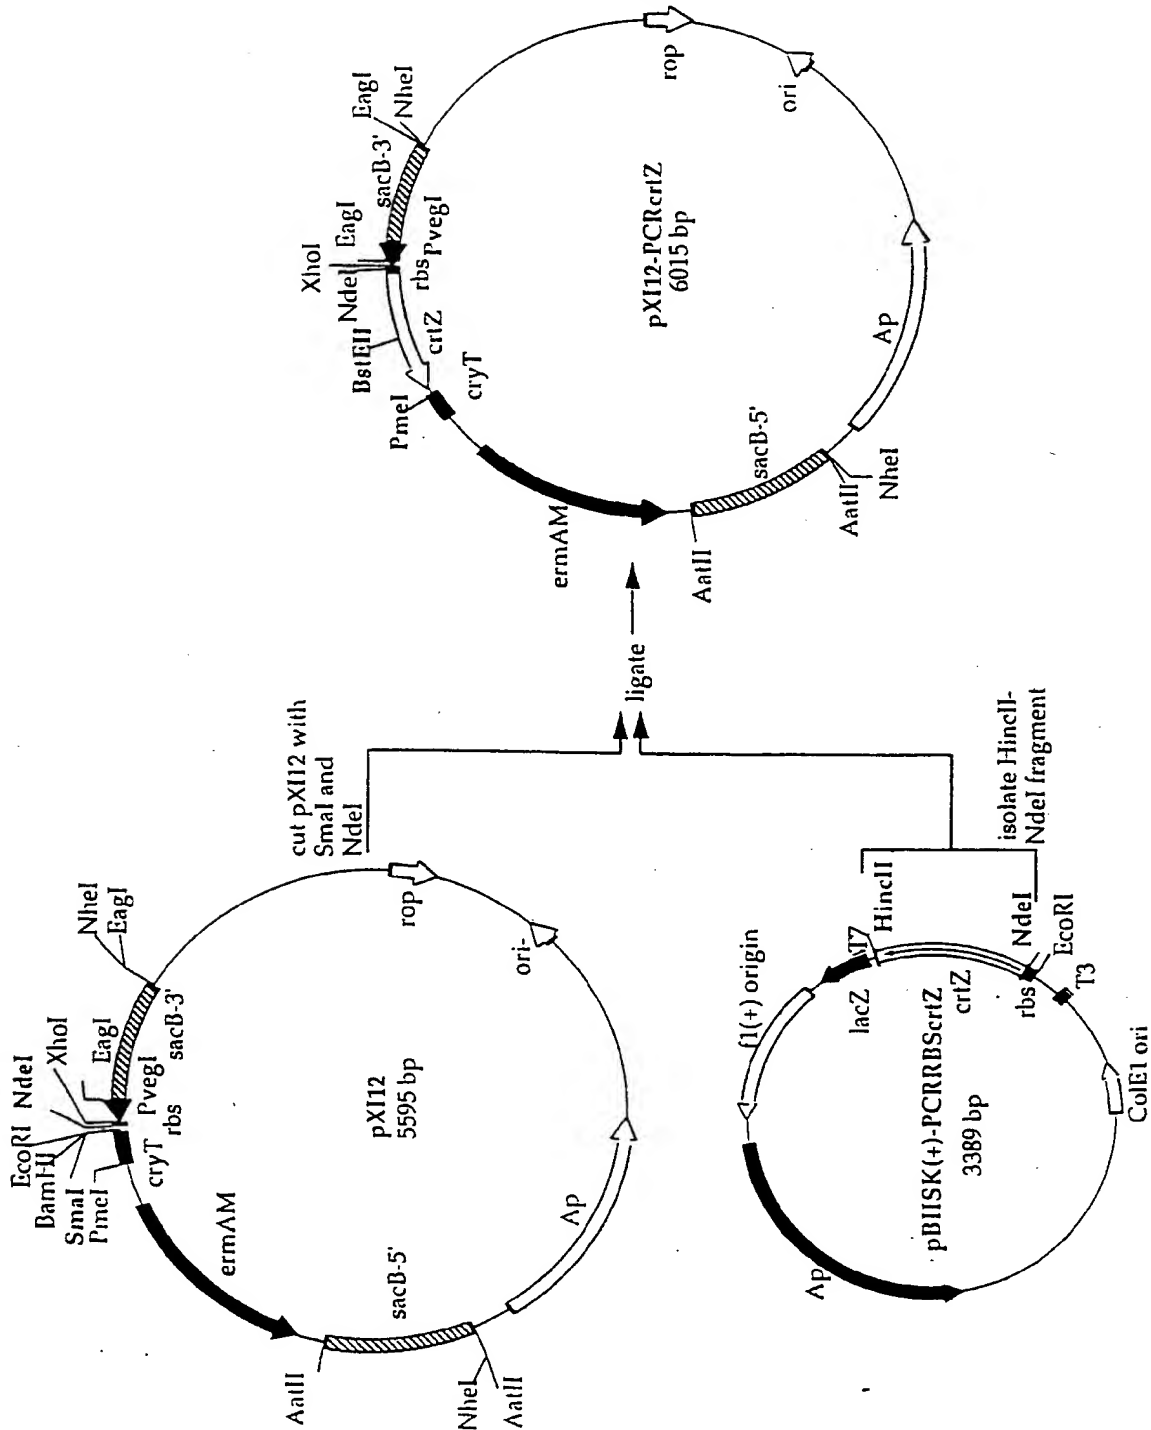 EagI
NheI
sacB-3'
EagI
XhoI
NdeI
PvegI
rbs
BstEII
crtZ
PmeI
cryT
rop
ori
pXI12-PCRcrtZ
6015 bp
Ap
sacB-5'
ermAM
AatII
AatII
NheI
ligate
cut pXI12 with
SmaI and
NdeI
NheI
EagI
sacB-3'
EagI
XhoI
PvegI
NdeI
rbs
EcoRI
BamHI
SmaI
PmeI
cryT
ermAM
pXI12
5595 bp
rop
ori-
Ap
sacB-5'
AatII
NheI
AatII
isolate HincII-
NdeI fragment
HincII
NdeI
EcoRI
T7
T3
f1(+) origin
lacZ
crtZ
rbs
pBIISK(+)-PCRRBScrtZ
3389 bp
Ap
ColE1 ori